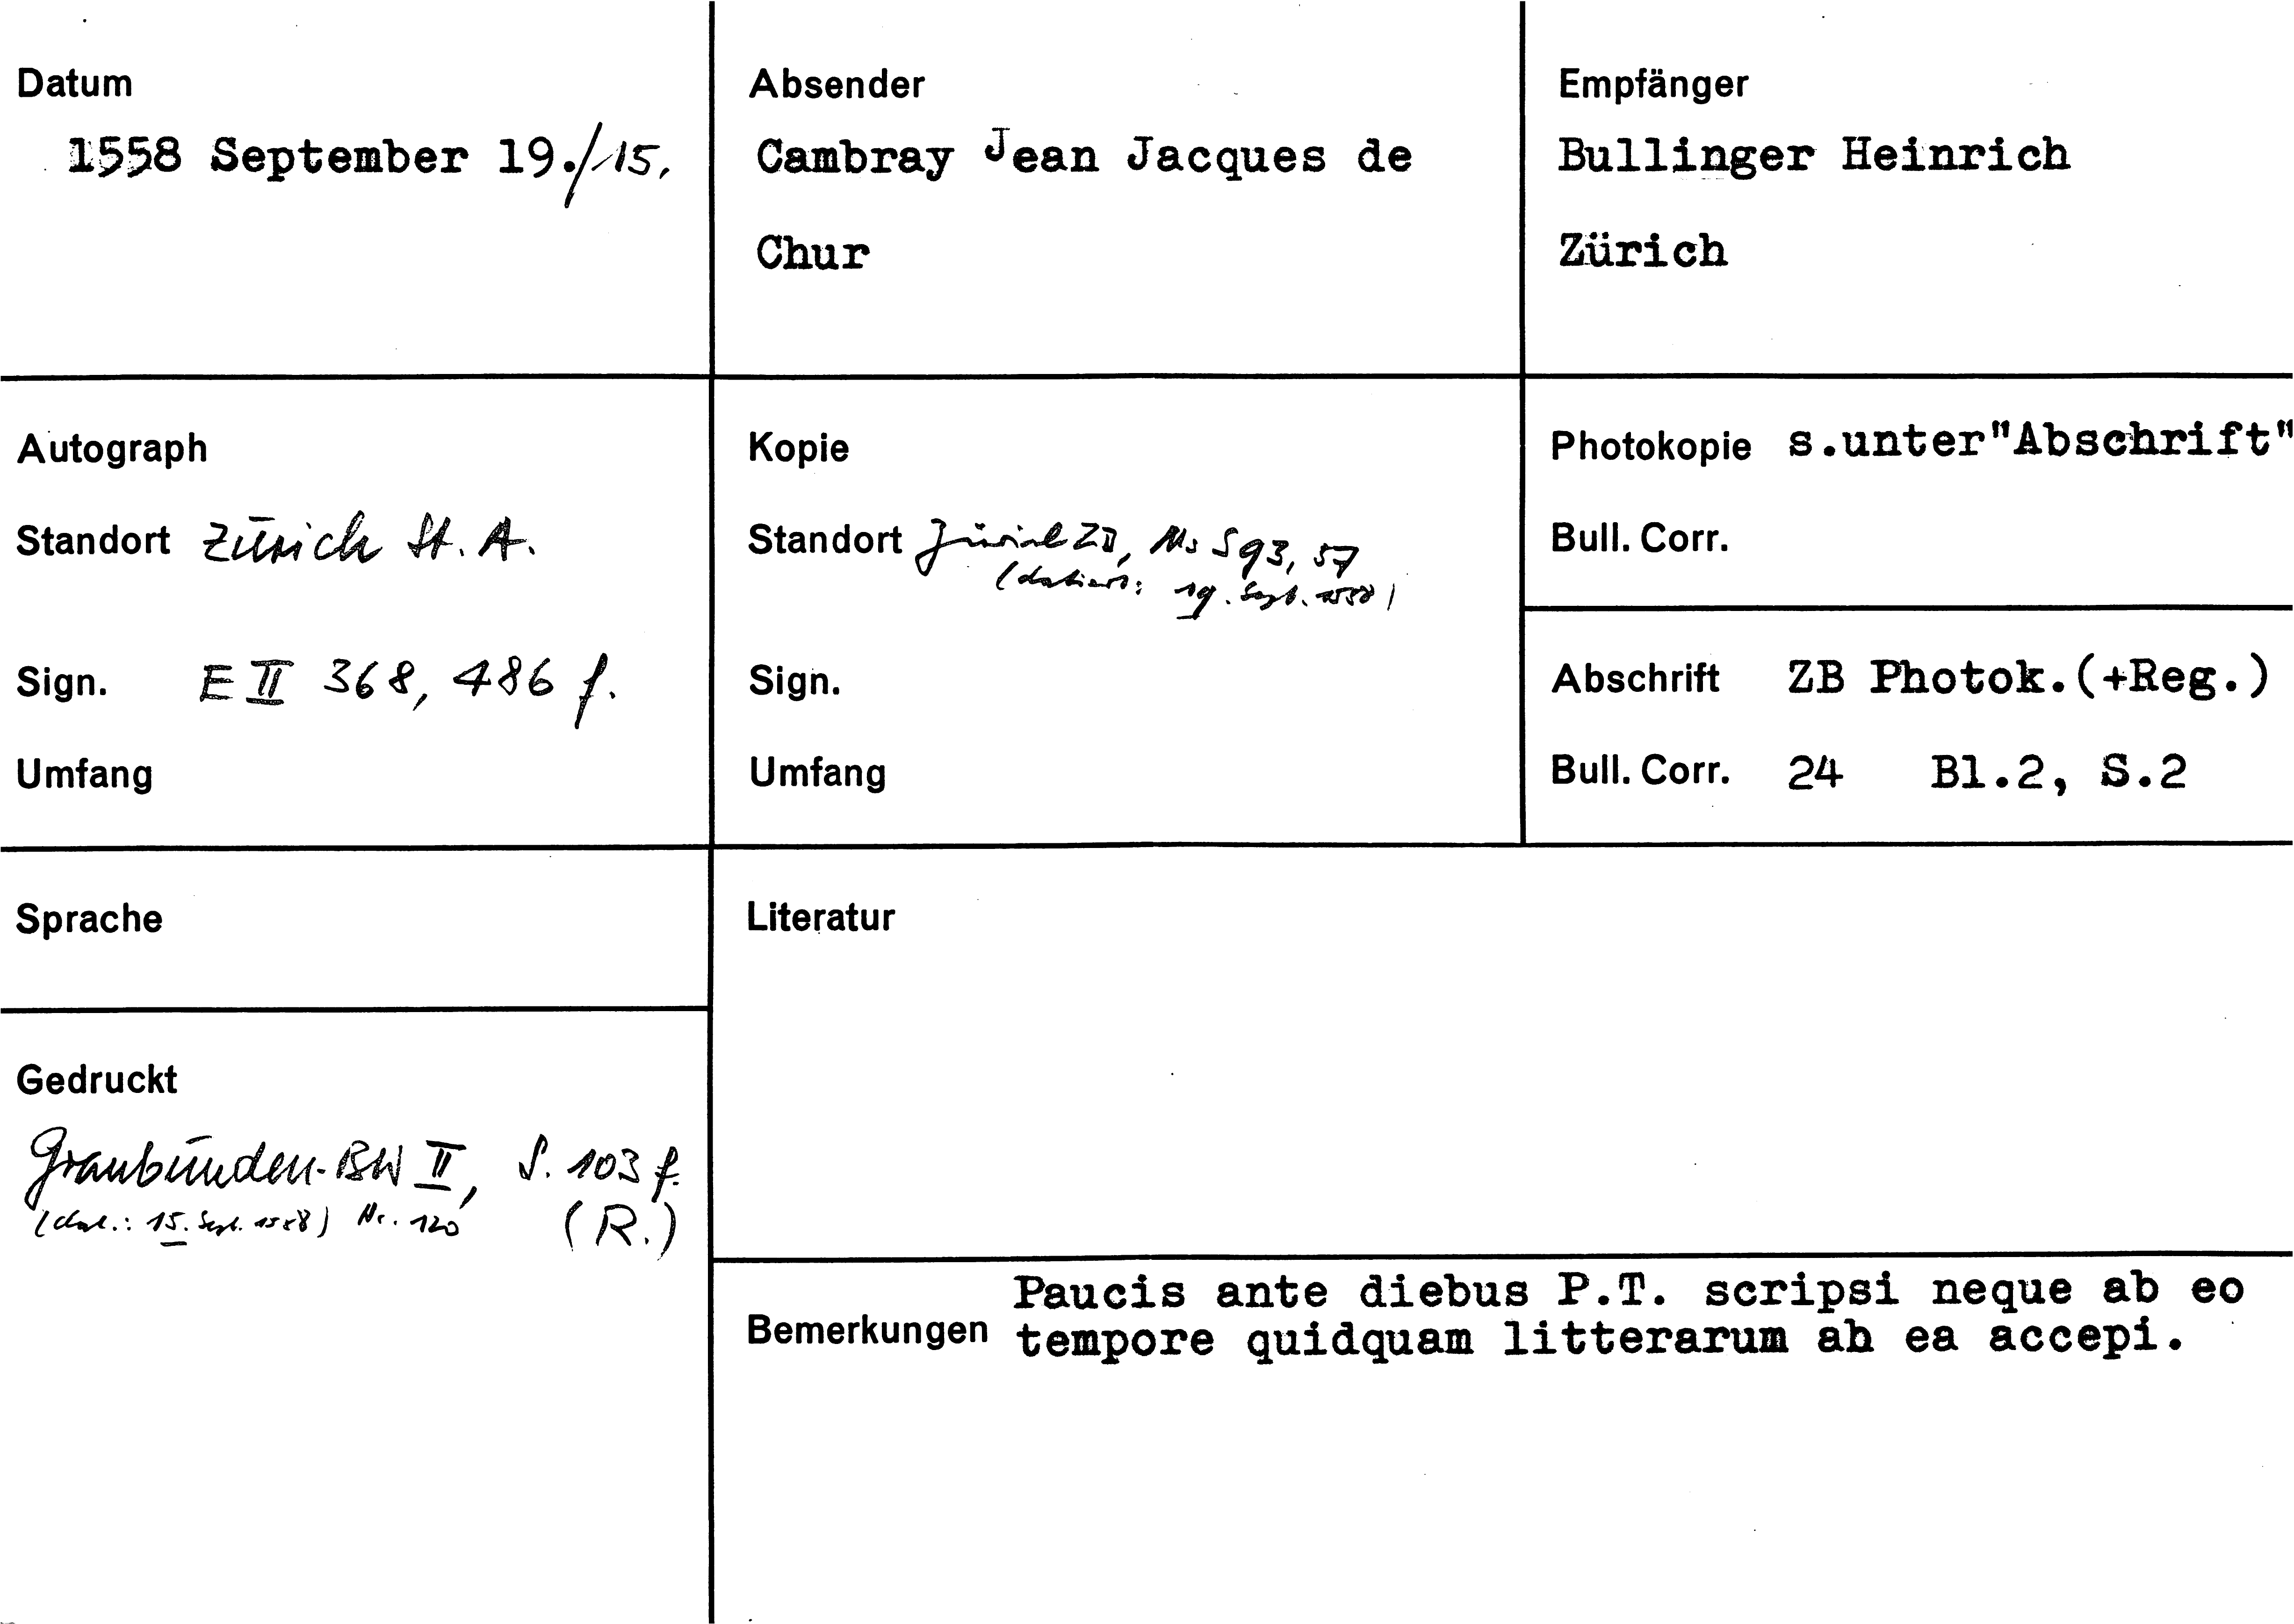 Datum
1558 September 19./15.
Absender
Cambray Jean Jacques de
Chur
Empfänger
Bullinger Heinrich
Zürich
Autograph
Standort Zürich St. A.
Sign. E II 368, 486 f.
Umfang
Kopie
Standort Zürich ZB, Ms S 93, 57
(datiert: 19. Sept. 1558)
Sign.
Umfang
Photokopie s.unter"Abschrift"
Bull. Corr.
Abschrift ZB Photok.(+Reg.)
Bull. Corr. 24 Bl.2, S.2
Sprache
Gedruckt
Graubünden-BW II, S. 103 f.
(dat.: 15. Sept. 1558) Nr. 120 (R.)
Literatur
Bemerkungen
Paucis ante diebus P.T. scripsi neque ab eo
tempore quidquam litterarum ab ea accepi.